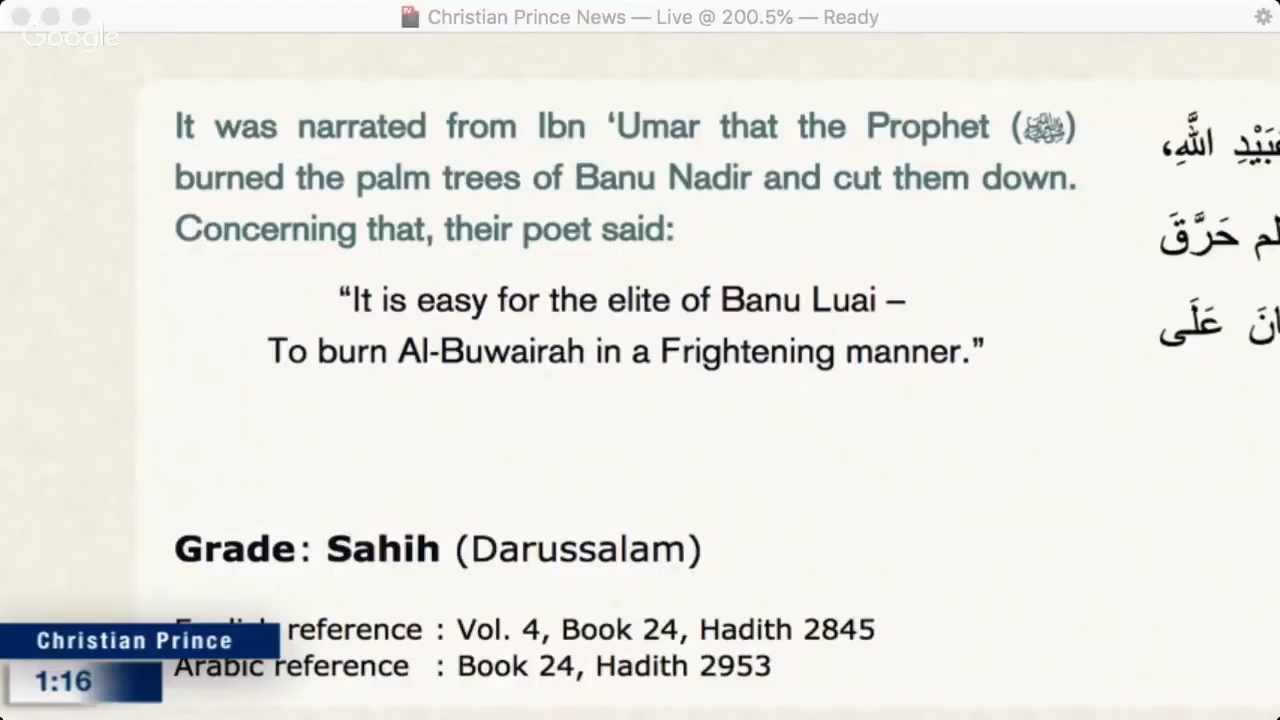 Christian Prince News — Live @ 200.5% — Ready
Google
It was narrated from Ibn ‘Umar that the Prophet (ﷺ)
burned the palm trees of Banu Nadir and cut them down.
Concerning that, their poet said:
“It is easy for the elite of Banu Luai –
To burn Al-Buwairah in a Frightening manner.”
عُبَيْدِ اللَّهِ،
حَرَّقَ
عَلَى
Grade: Sahih (Darussalam)
reference : Vol. 4, Book 24, Hadith 2845
Arabic reference : Book 24, Hadith 2953
Christian Prince
1:16